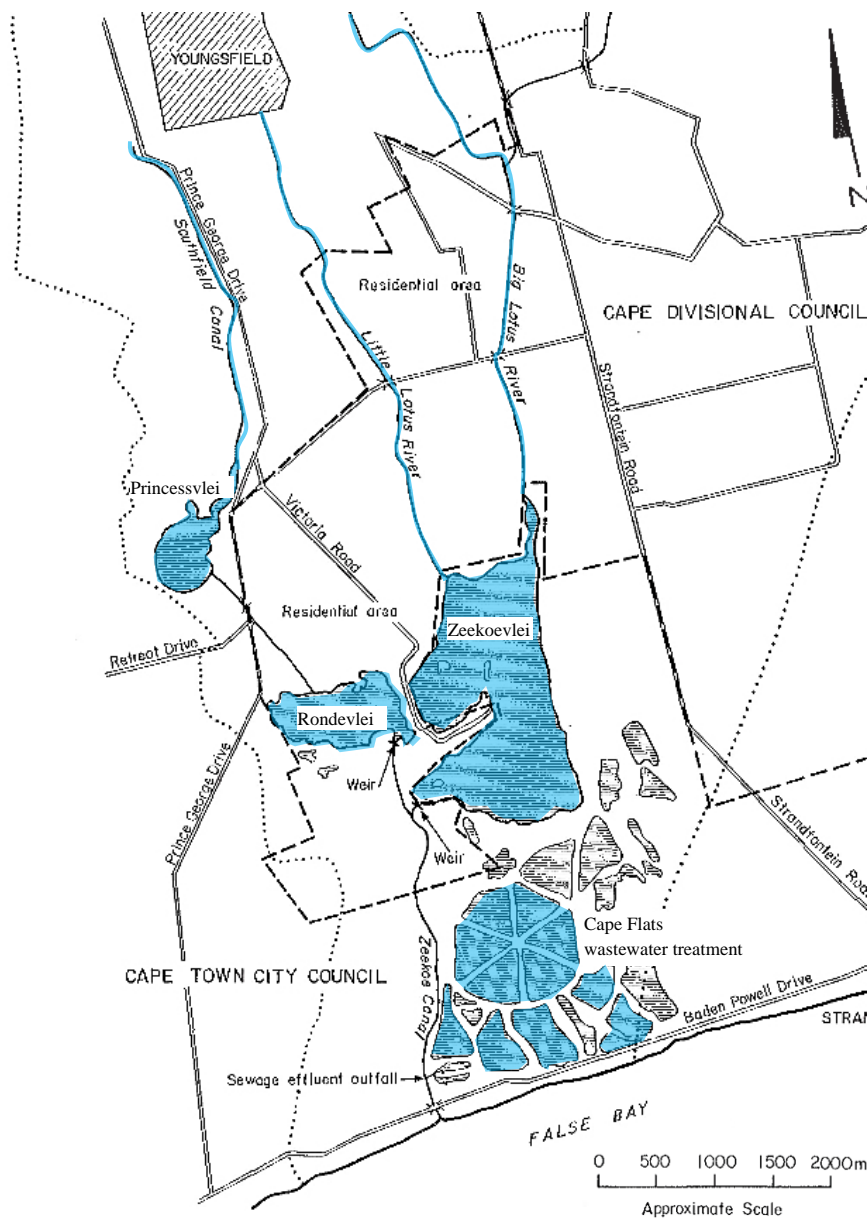 YOUNGSFIELD
Prince George Drive
Southfield Canal
Residential area
Big Lotus River
CAPE DIVISIONAL COUNCIL
Little Lotus River
Strandfontein Road
Princessvlei
Victoria Road
Residential area
Zeekoevlei
Retreat Drive
Rondevlei
Weir
Prince George Drive
Weir
Strandfontein Road
Cape Flats
wastewater treatment
CAPE TOWN CITY COUNCIL
Zeekoe Canal
Baden Powell Drive
STRAN
Sewage effluent outfall
FALSE BAY
0 500 1000 1500 2000m
Approximate Scale